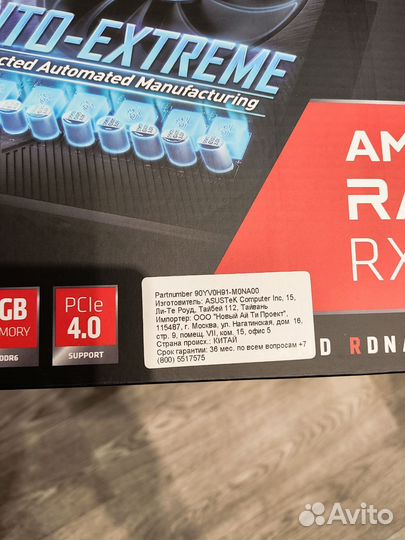 TO-EXTREME
cted Automated Manufacturing
AM
RA
RX
GB
MORY
DDR6
PCIe
4.0
SUPPORT
Partnumber 90YV0H91-M0NA00
Изготовитель: ASUSTeK Computer Inc, 15,
Ли-Те Роуд, Тайбей 112, Тайвань
Импортер: ООО "Новый Ай Ти Проект",
115487, г. Москва, ул. Нагатинская, дом 16,
стр. 9, помещ. VII, ком. 15, офис 5
Страна происх.: КИТАЙ
Срок гарантии: 36 мес. по всем вопросам +7
(800) 5517575
D RDNA
Avito